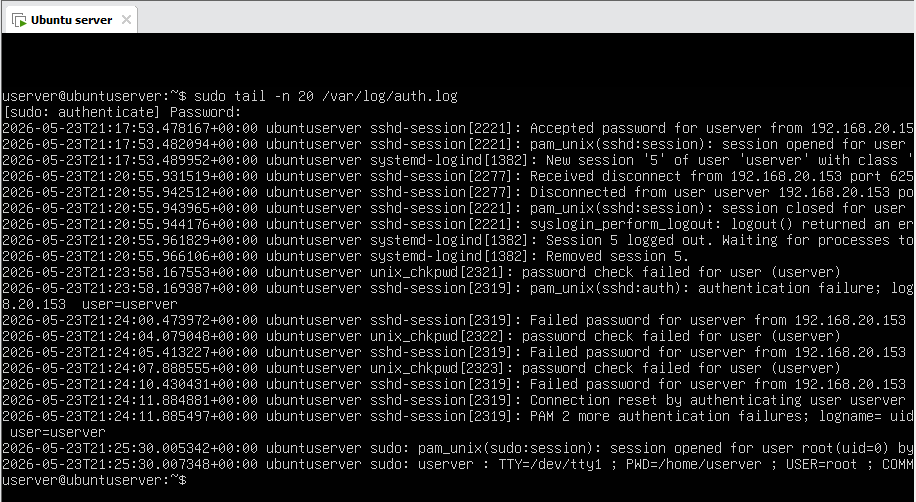 Ubuntu server
userver@ubuntuserver:~$ sudo tail -n 20 /var/log/auth.log
[sudo: authenticate] Password:
2026-05-23T21:17:53.478167+00:00 ubuntuserver sshd-session[2221]: Accepted password for userver from 192.168.20.15
2026-05-23T21:17:53.482094+00:00 ubuntuserver sshd-session[2221]: pam_unix(sshd:session): session opened for user
2026-05-23T21:17:53.489952+00:00 ubuntuserver systemd-logind[1382]: New session '5' of user 'userver' with class '
2026-05-23T21:20:55.931519+00:00 ubuntuserver sshd-session[2277]: Received disconnect from 192.168.20.153 port 625
2026-05-23T21:20:55.942512+00:00 ubuntuserver sshd-session[2277]: Disconnected from user userver 192.168.20.153 po
2026-05-23T21:20:55.943965+00:00 ubuntuserver sshd-session[2221]: pam_unix(sshd:session): session closed for user
2026-05-23T21:20:55.944176+00:00 ubuntuserver sshd-session[2221]: syslogin_perform_logout: logout() returned an er
2026-05-23T21:20:55.961829+00:00 ubuntuserver systemd-logind[1382]: Session 5 logged out. Waiting for processes to
2026-05-23T21:20:55.966106+00:00 ubuntuserver systemd-logind[1382]: Removed session 5.
2026-05-23T21:23:58.167553+00:00 ubuntuserver unix_chkpwd[2321]: password check failed for user (userver)
2026-05-23T21:23:58.169387+00:00 ubuntuserver sshd-session[2319]: pam_unix(sshd:auth): authentication failure; log
8.20.153  user=userver
2026-05-23T21:24:00.473972+00:00 ubuntuserver sshd-session[2319]: Failed password for userver from 192.168.20.153
2026-05-23T21:24:04.079048+00:00 ubuntuserver unix_chkpwd[2322]: password check failed for user (userver)
2026-05-23T21:24:05.413227+00:00 ubuntuserver sshd-session[2319]: Failed password for userver from 192.168.20.153
2026-05-23T21:24:07.888555+00:00 ubuntuserver unix_chkpwd[2323]: password check failed for user (userver)
2026-05-23T21:24:10.430431+00:00 ubuntuserver sshd-session[2319]: Failed password for userver from 192.168.20.153
2026-05-23T21:24:11.884881+00:00 ubuntuserver sshd-session[2319]: Connection reset by authenticating user userver
2026-05-23T21:24:11.885497+00:00 ubuntuserver sshd-session[2319]: PAM 2 more authentication failures; logname= uid
user=userver
2026-05-23T21:25:30.005342+00:00 ubuntuserver sudo: pam_unix(sudo:session): session opened for user root(uid=0) by
2026-05-23T21:25:30.007348+00:00 ubuntuserver sudo: userver : TTY=/dev/tty1 ; PWD=/home/userver ; USER=root ; COMM
userver@ubuntuserver:~$